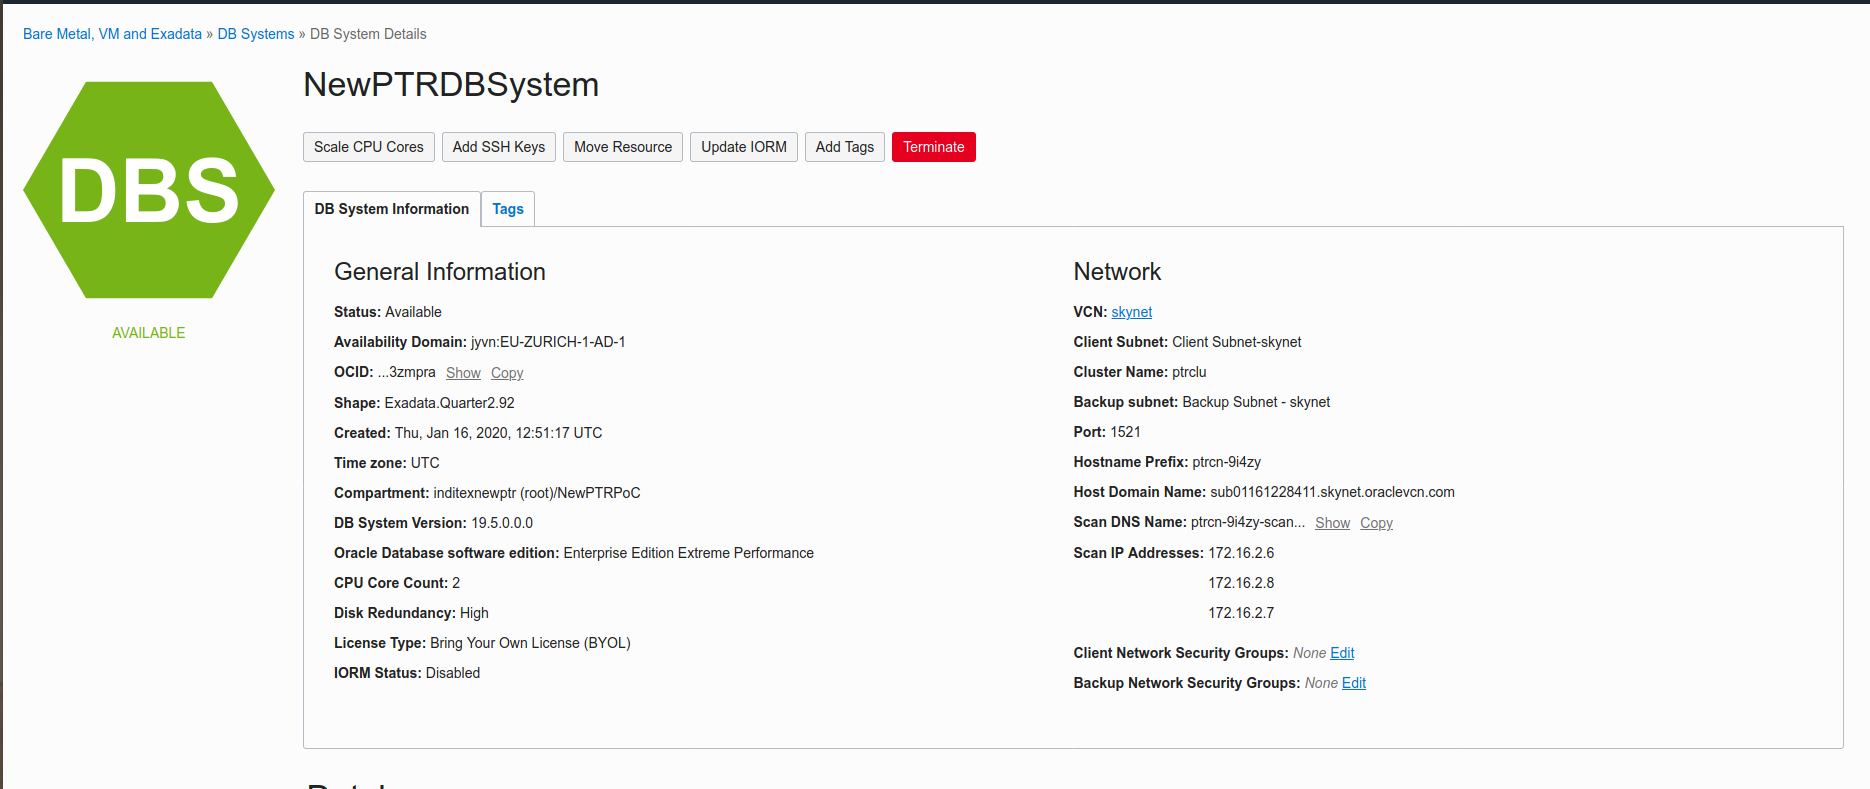 Bare Metal, VM and Exadata » DB Systems » DB System Details
DBS
AVAILABLE
NewPTRDBSystem
Scale CPU Cores Add SSH Keys Move Resource Update IORM Add Tags Terminate
DB System Information Tags
General Information
Status: Available
Availability Domain: jyvn:EU-ZURICH-1-AD-1
OCID: ...3zmpra Show Copy
Shape: Exadata.Quarter2.92
Created: Thu, Jan 16, 2020, 12:51:17 UTC
Time zone: UTC
Compartment: inditexnewptr (root)/NewPTRPoC
DB System Version: 19.5.0.0.0
Oracle Database software edition: Enterprise Edition Extreme Performance
CPU Core Count: 2
Disk Redundancy: High
License Type: Bring Your Own License (BYOL)
IORM Status: Disabled
Network
VCN: skynet
Client Subnet: Client Subnet-skynet
Cluster Name: ptrclu
Backup subnet: Backup Subnet - skynet
Port: 1521
Hostname Prefix: ptrcn-9i4zy
Host Domain Name: sub01161228411.skynet.oraclevcn.com
Scan DNS Name: ptrcn-9i4zy-scan... Show Copy
Scan IP Addresses: 172.16.2.6
172.16.2.8
172.16.2.7
Client Network Security Groups: None Edit
Backup Network Security Groups: None Edit